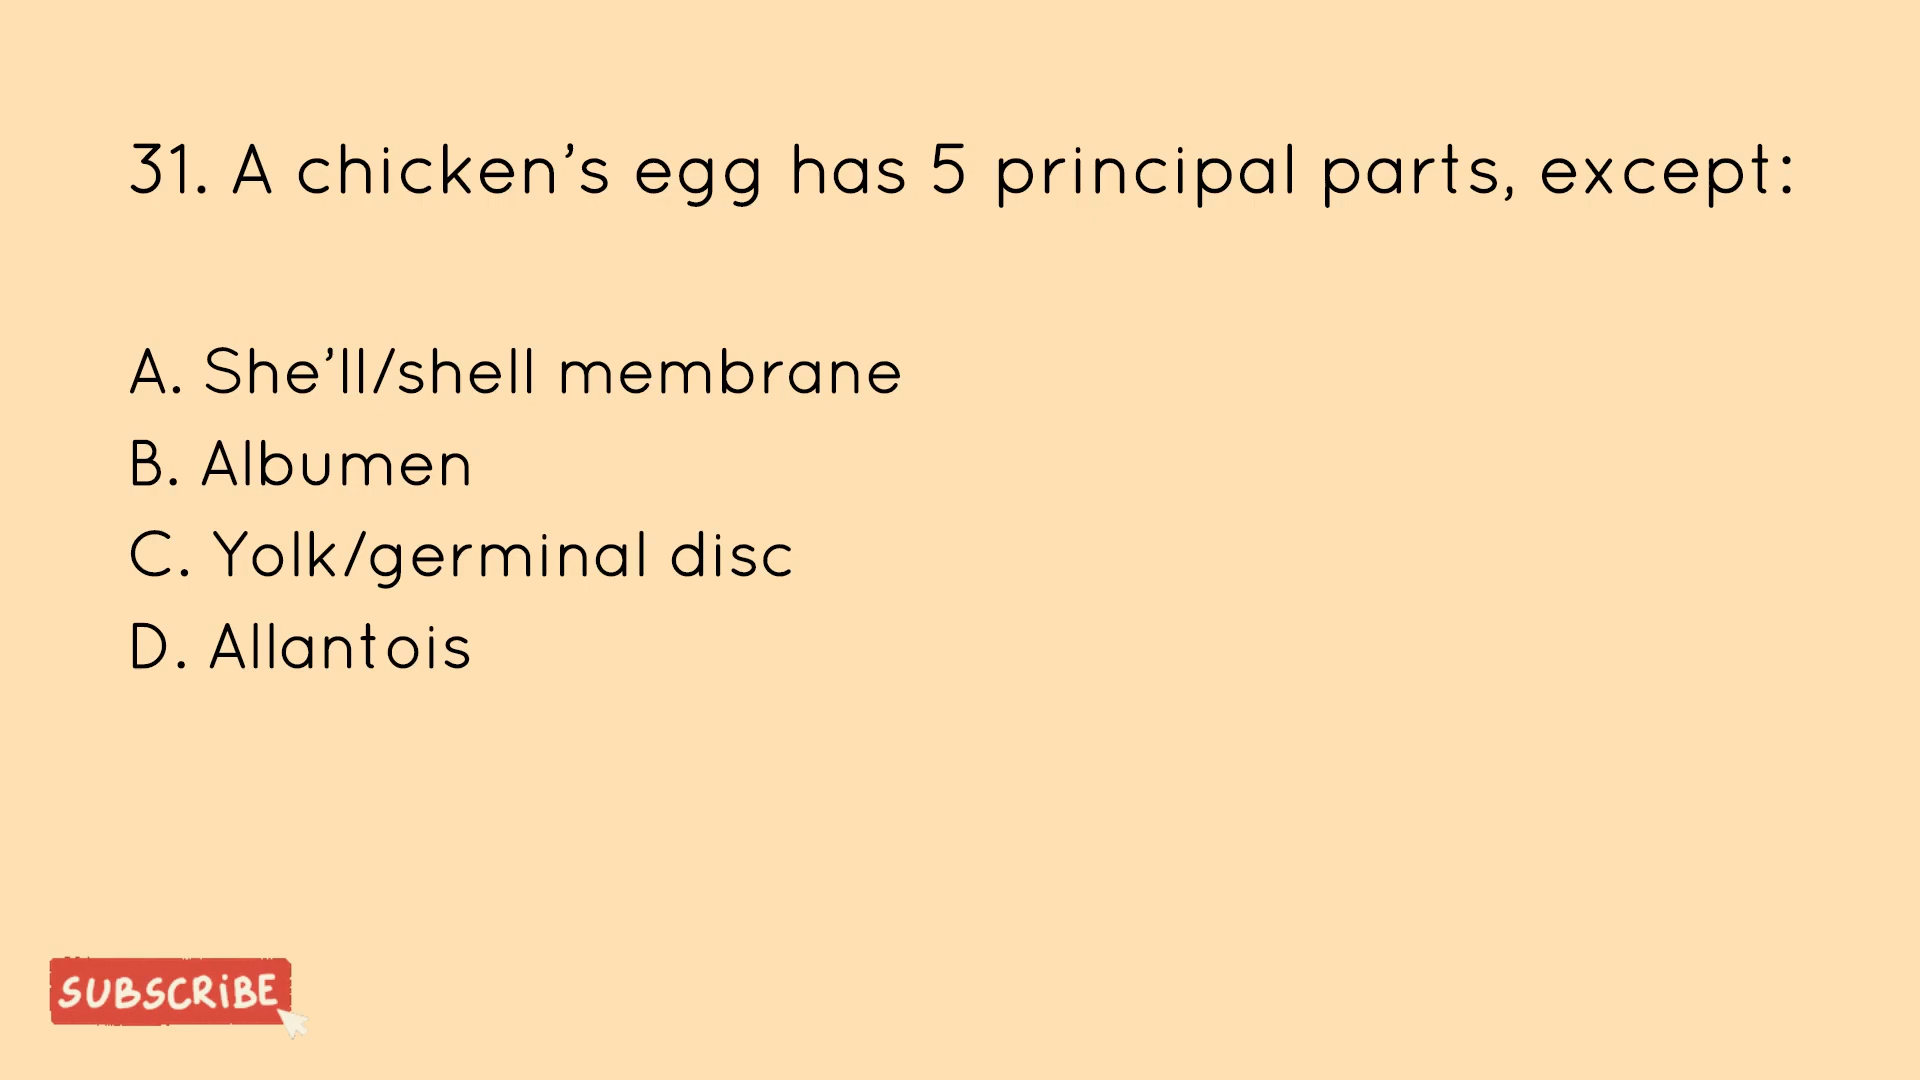 31. A chicken’s egg has 5 principal parts, except:
A. She’ll/shell membrane
B. Albumen
C. Yolk/germinal disc
D. Allantois
SUBSCRiBE